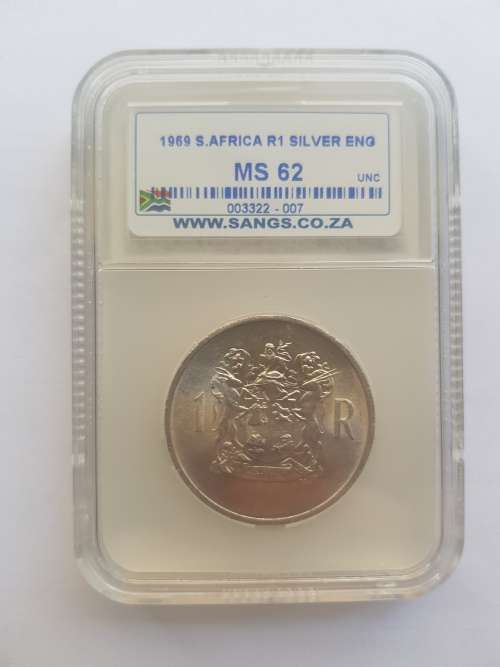 1969 S.AFRICA R1 SILVER ENG
MS 62
UNC
003322 - 007
WWW.SANGS.CO.ZA
1 R